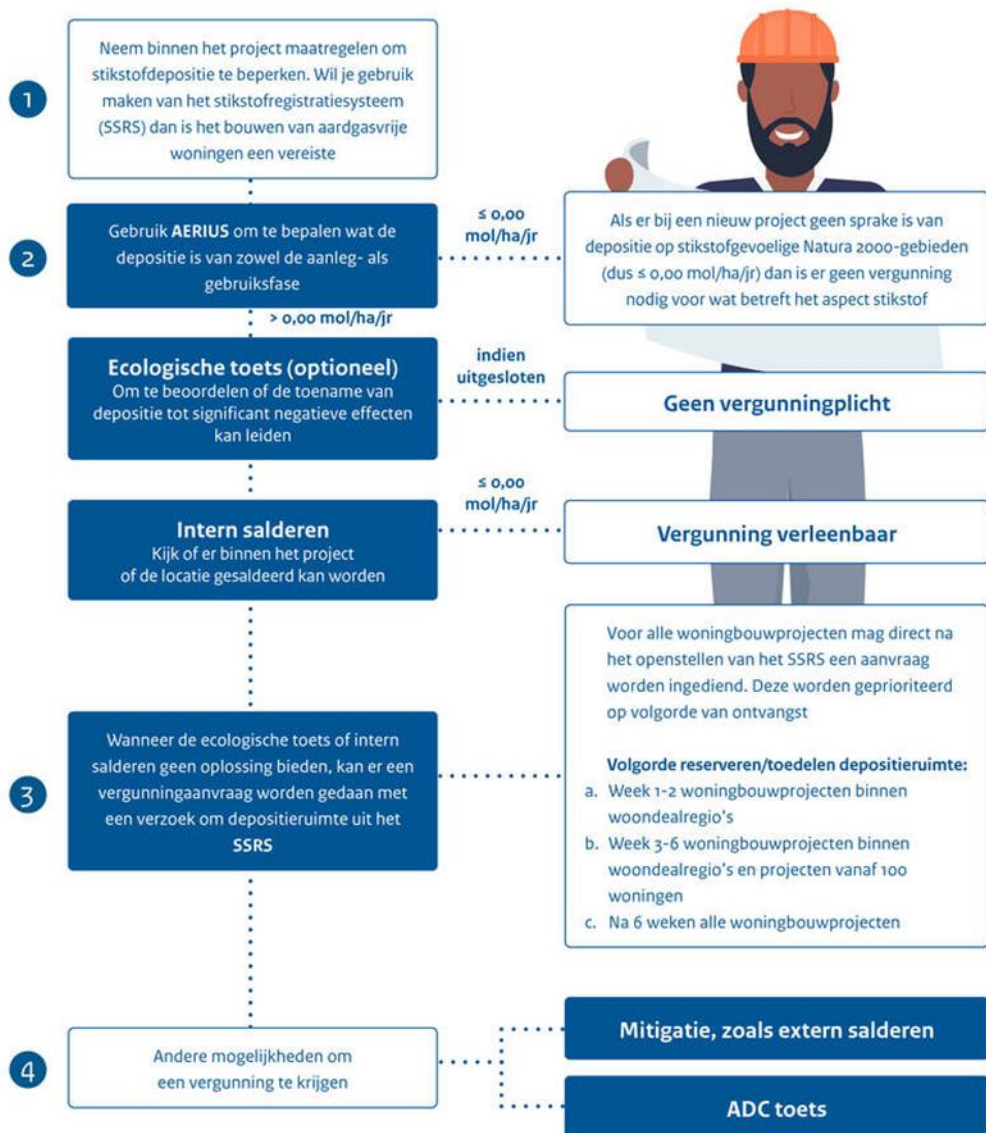 1
Neem binnen het project maatregelen om
stikstofdepositie te beperken. Wil je gebruik
maken van het stikstofregistratiesysteem
(SSRS) dan is het bouwen van aardgasvrije
woningen een vereiste
2
Gebruik AERIUS om te bepalen wat de
depositie is van zowel de aanleg- als
gebruiksfase
≤ 0,00
mol/ha/jr
Als er bij een nieuw project geen sprake is van
depositie op stikstofgevoelige Natura 2000-gebieden
(dus ≤ 0,00 mol/ha/jr) dan is er geen vergunning
nodig voor wat betreft het aspect stikstof
> 0,00 mol/ha/jr
Ecologische toets (optioneel)
Om te beoordelen of de toename van
depositie tot significant negatieve effecten
kan leiden
indien
uitgesloten
Geen vergunningplicht
Intern salderen
Kijk of er binnen het project
of de locatie gesaldeerd kan worden
≤ 0,00
mol/ha/jr
Vergunning verleenbaar
3
Wanneer de ecologische toets of intern
salderen geen oplossing bieden, kan er een
vergunningaanvraag worden gedaan met
een verzoek om depositieruimte uit het
SSRS
Voor alle woningbouwprojecten mag direct na
het openstellen van het SSRS een aanvraag
worden ingediend. Deze worden geprioriteerd
op volgorde van ontvangst
Volgorde reserveren/toedelen depositieruimte:
a. Week 1-2 woningbouwprojecten binnen
woondealregio's
b. Week 3-6 woningbouwprojecten binnen
woondealregio's en projecten vanaf 100
woningen
c. Na 6 weken alle woningbouwprojecten
4
Andere mogelijkheden om
een vergunning te krijgen
Mitigatie, zoals extern salderen
ADC toets